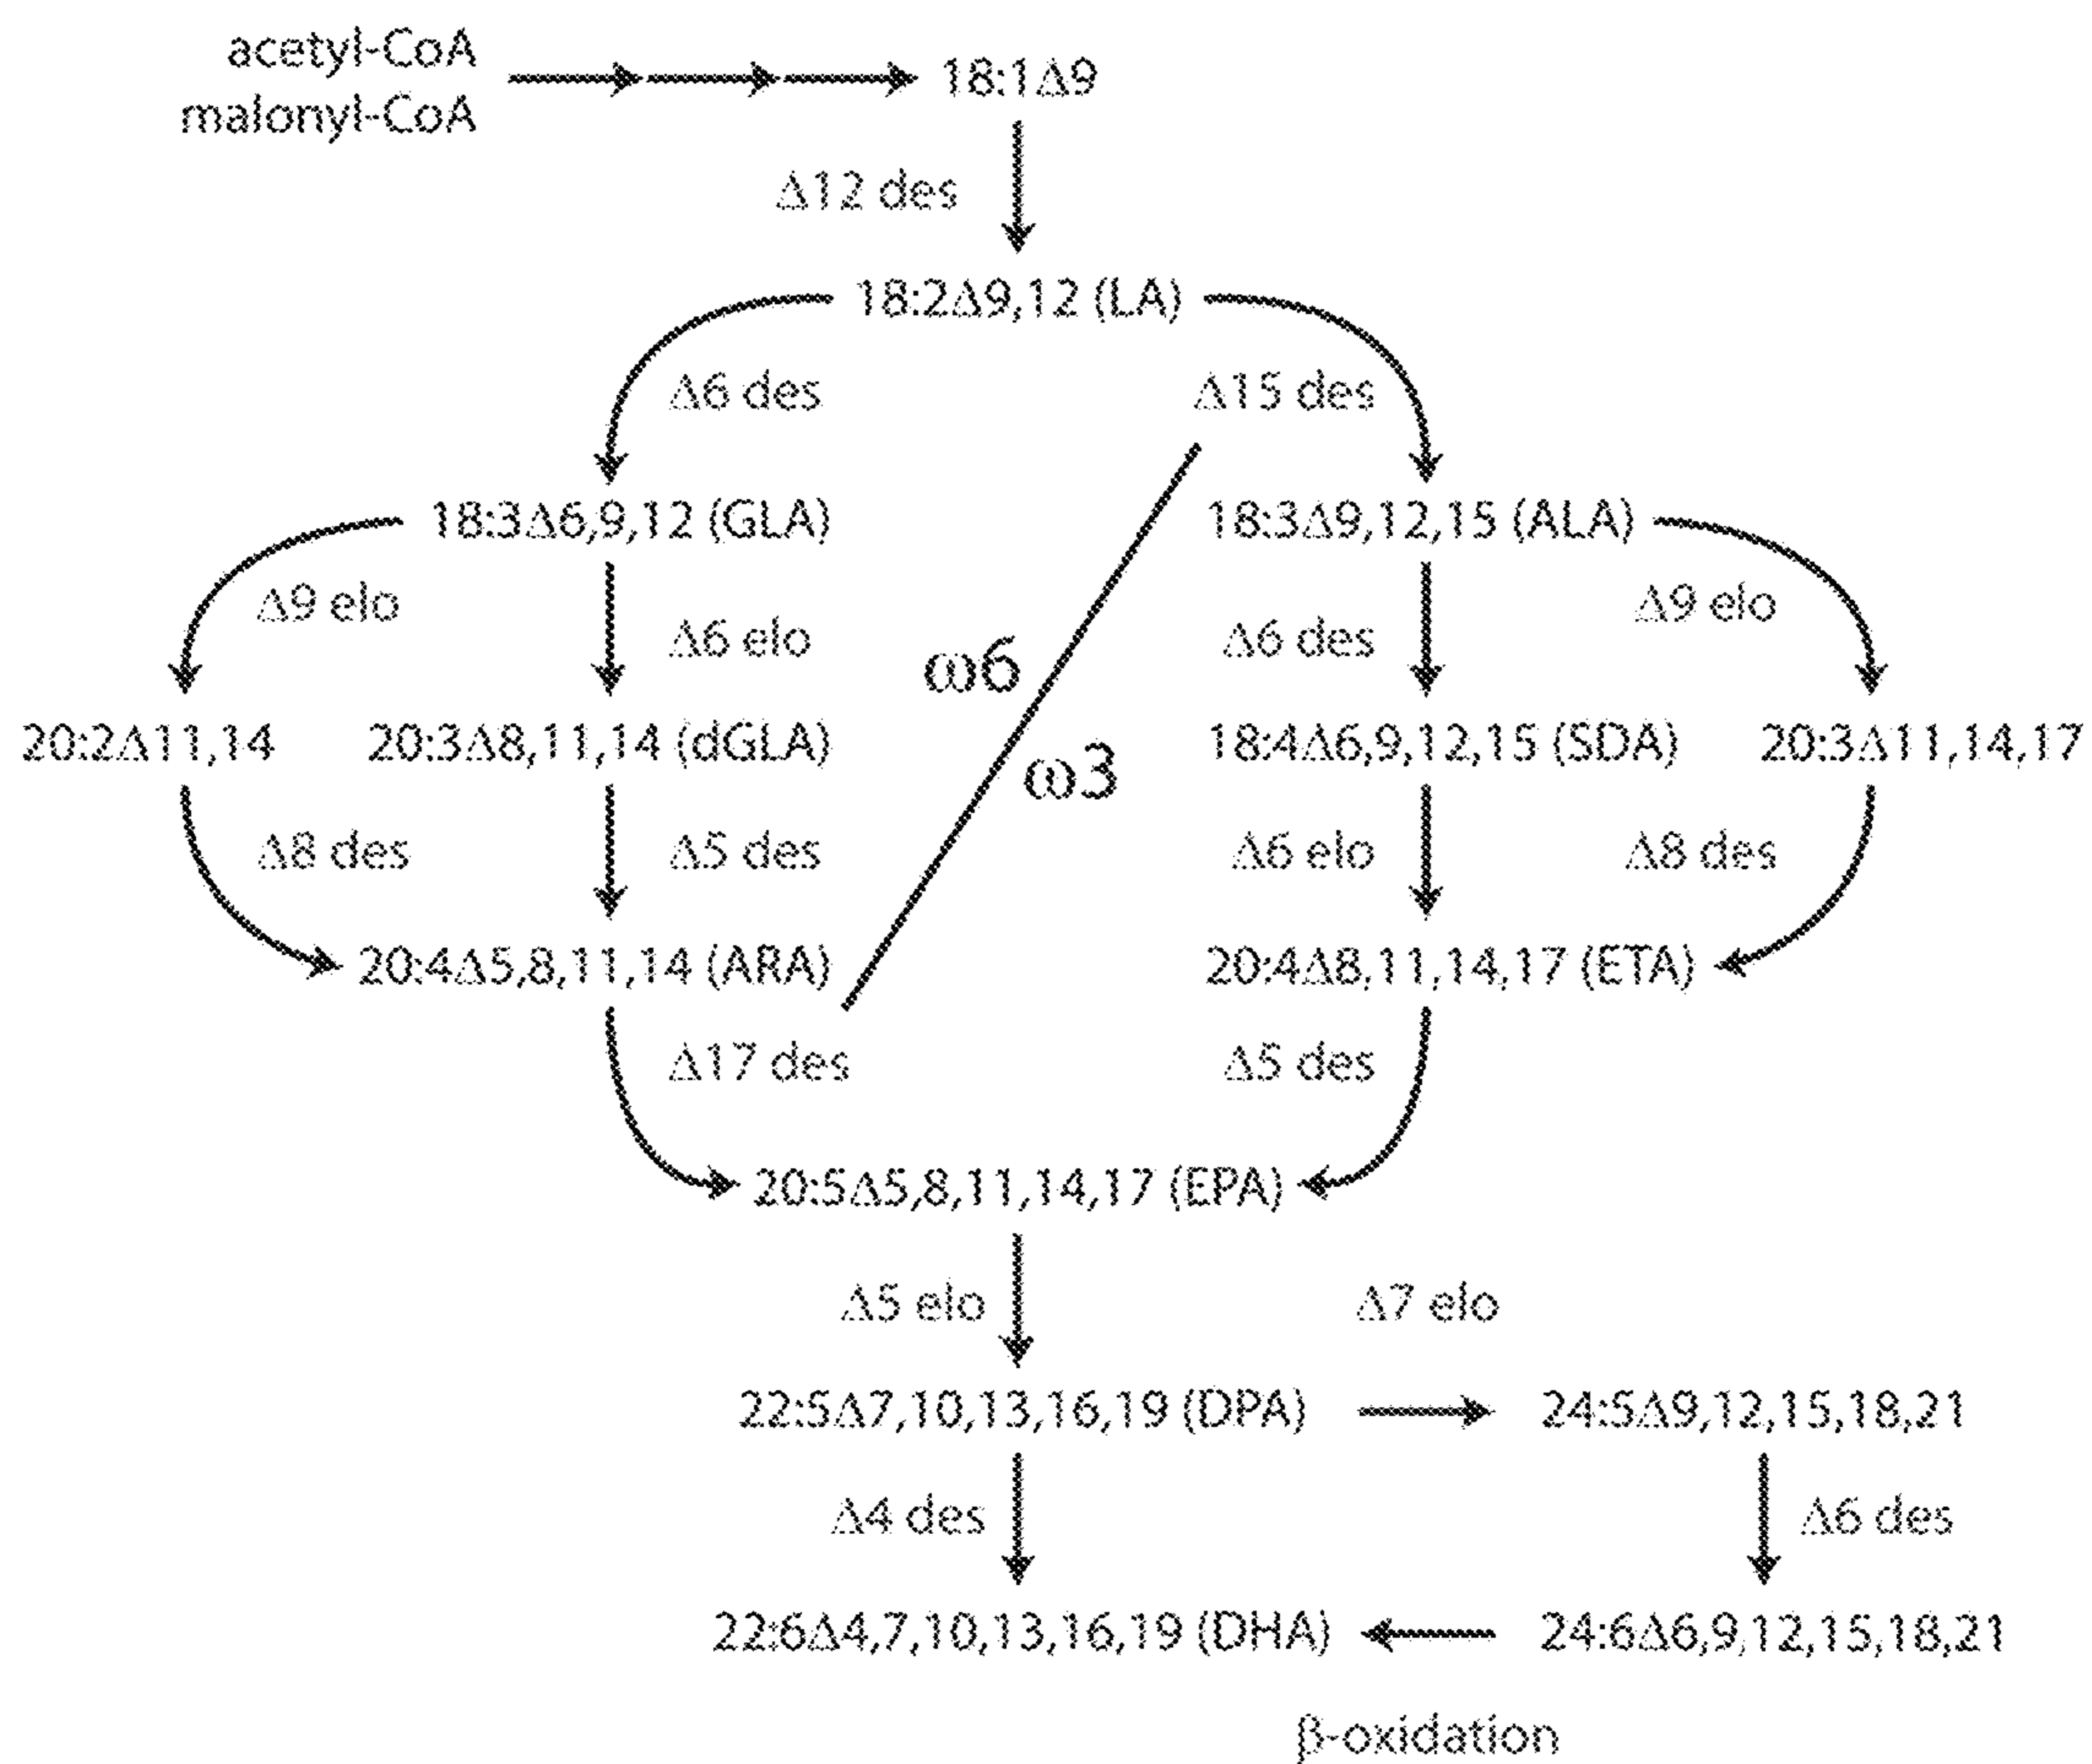 acetyl-CoA
malonyl-CoA
18:1Δ9
Δ12 des
18:2Δ9,12 (LA)
Δ6 des
Δ15 des
18:3Δ6,9,12 (GLA)
18:3Δ9,12,15 (ALA)
Δ9 elo
Δ6 elo
ω6
Δ6 des
Δ9 elo
20:2Δ11,14
20:3Δ8,11,14 (dGLA)
ω3
18:4Δ6,9,12,15 (SDA)
20:3Δ11,14,17
Δ8 des
Δ5 des
Δ6 elo
Δ8 des
20:4Δ5,8,11,14 (ARA)
20:4Δ8,11,14,17 (ETA)
Δ17 des
Δ5 des
20:5Δ5,8,11,14,17 (EPA)
Δ5 elo
Δ7 elo
22:5Δ7,10,13,16,19 (DPA)
24:5Δ9,12,15,18,21
Δ4 des
Δ6 des
22:6Δ4,7,10,13,16,19 (DHA)
24:6Δ6,9,12,15,18,21
β-oxidation